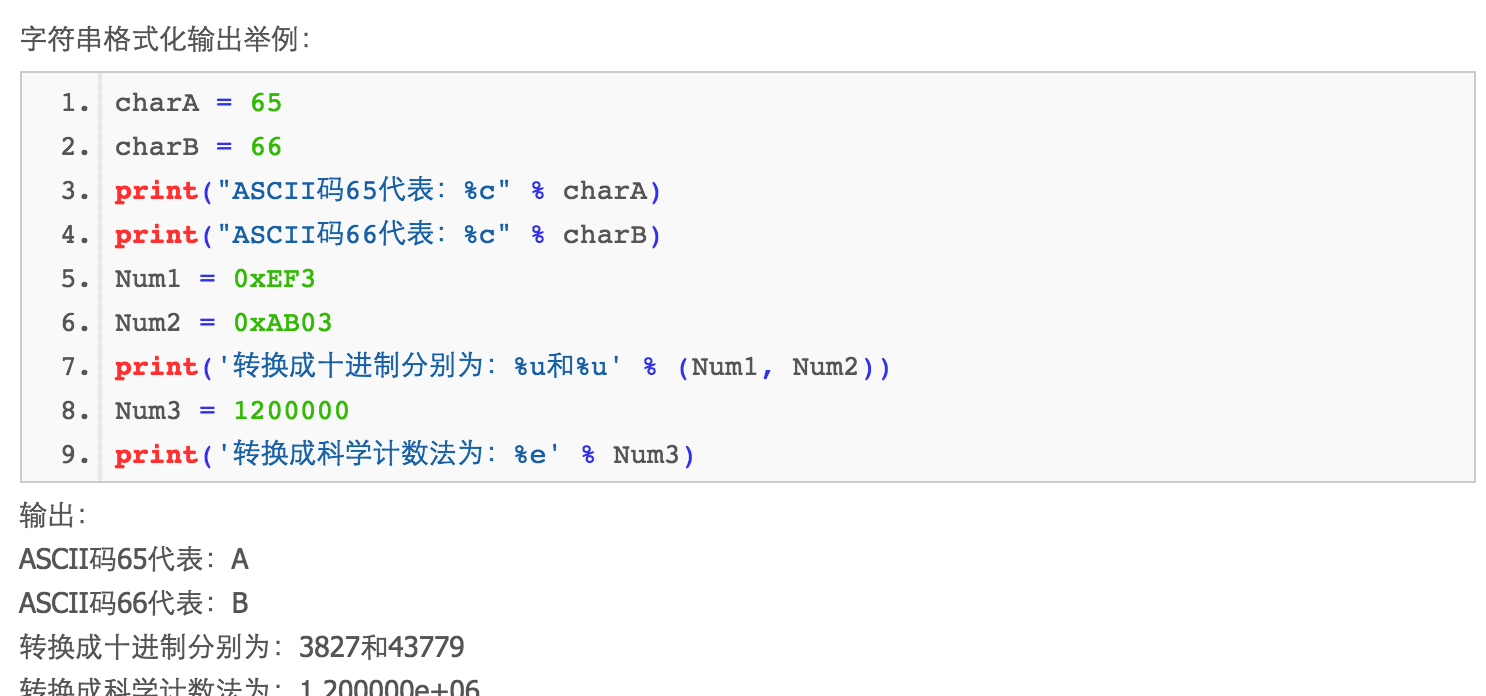 字符串格式化输出举例：
1. charA = 65
2. charB = 66
3. print("ASCII码65代表：%c" % charA)
4. print("ASCII码66代表：%c" % charB)
5. Num1 = 0xEF3
6. Num2 = 0xAB03
7. print('转换成十进制分别为：%u和%u' % (Num1, Num2))
8. Num3 = 1200000
9. print('转换成科学计数法为：%e' % Num3)
输出：
ASCII码65代表：A
ASCII码66代表：B
转换成十进制分别为：3827和43779
转换成科学计数法为：1.200000e+06